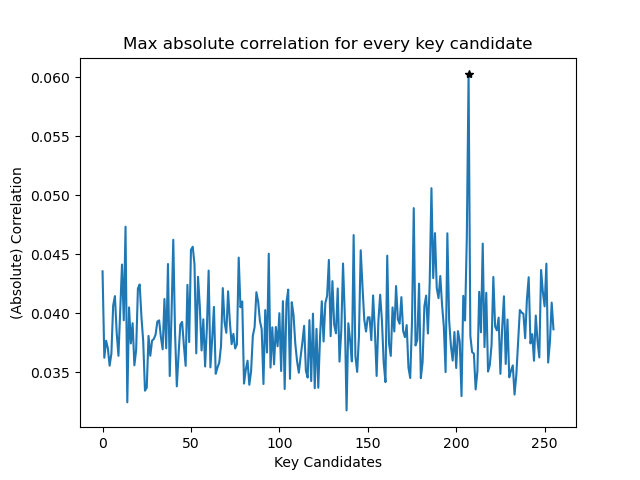 Max absolute correlation for every key candidate
0.060
0.055
0.050
0.045
0.040
0.035
(Absolute) Correlation
0 50 100 150 200 250
Key Candidates